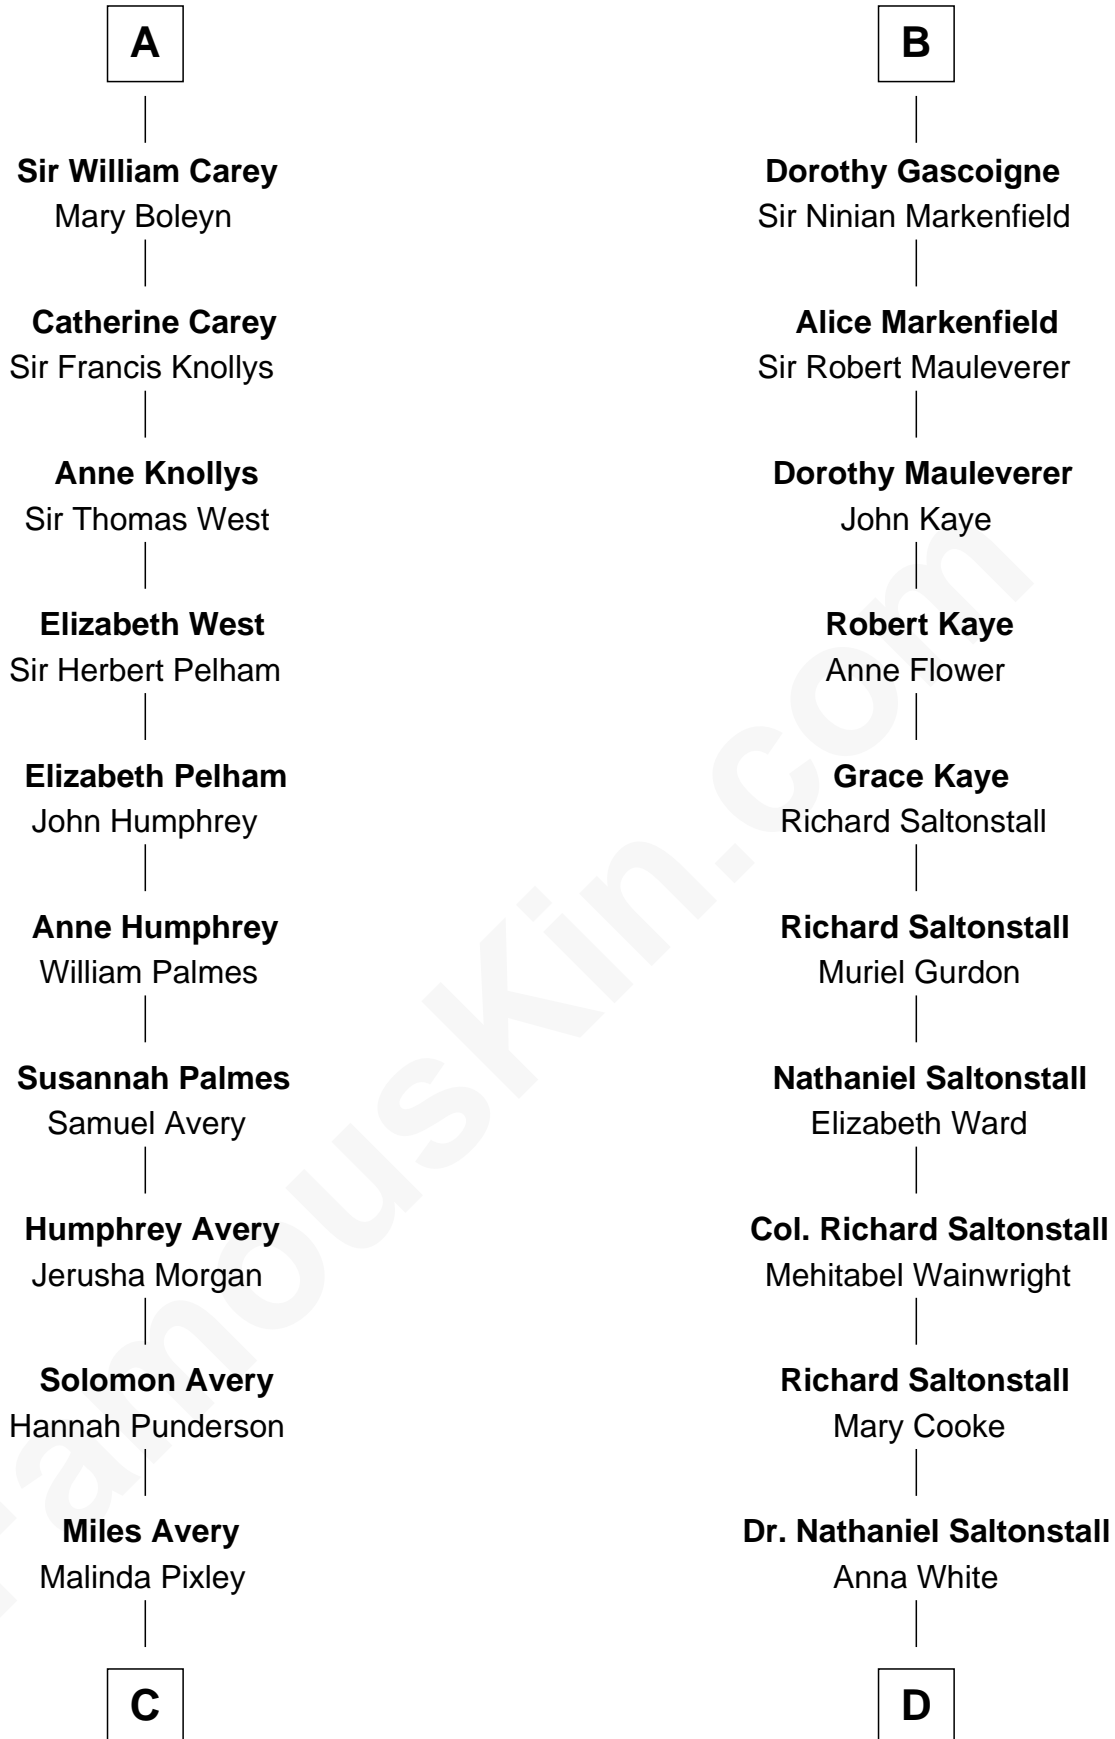 A
Sir William Carey
Mary Boleyn
Catherine Carey
Sir Francis Knollys
Anne Knollys
Sir Thomas West
Elizabeth West
Sir Herbert Pelham
Elizabeth Pelham
John Humphrey
Anne Humphrey
William Palmes
Susannah Palmes
Samuel Avery
Humphrey Avery
Jerusha Morgan
Solomon Avery
Hannah Punderson
Miles Avery
Malinda Pixley
C
B
Dorothy Gascoigne
Sir Ninian Markenfield
Alice Markenfield
Sir Robert Mauleverer
Dorothy Mauleverer
John Kaye
Robert Kaye
Anne Flower
Grace Kaye
Richard Saltonstall
Richard Saltonstall
Muriel Gurdon
Nathaniel Saltonstall
Elizabeth Ward
Col. Richard Saltonstall
Mehitabel Wainwright
Richard Saltonstall
Mary Cooke
Dr. Nathaniel Saltonstall
Anna White
D
FamousKin.com